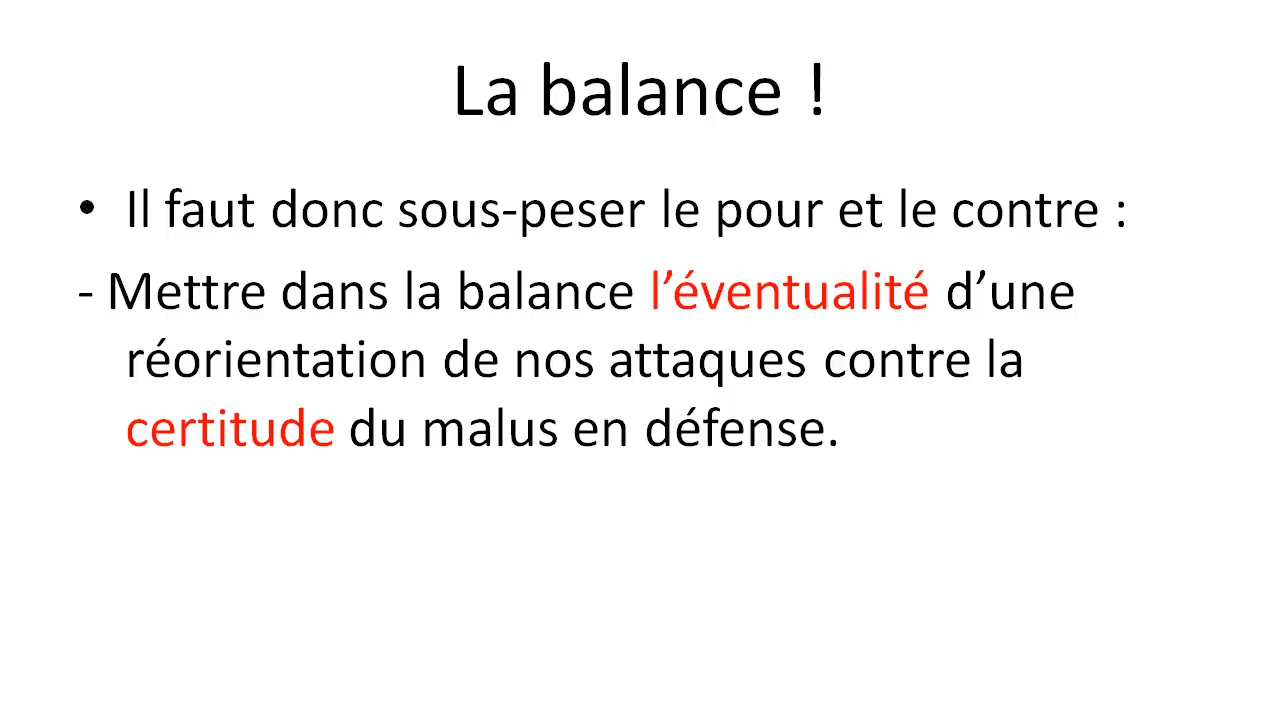 La balance !
• Il faut donc sous-peser le pour et le contre :
- Mettre dans la balance l’éventualité d’une
réorientation de nos attaques contre la
certitude du malus en défense.